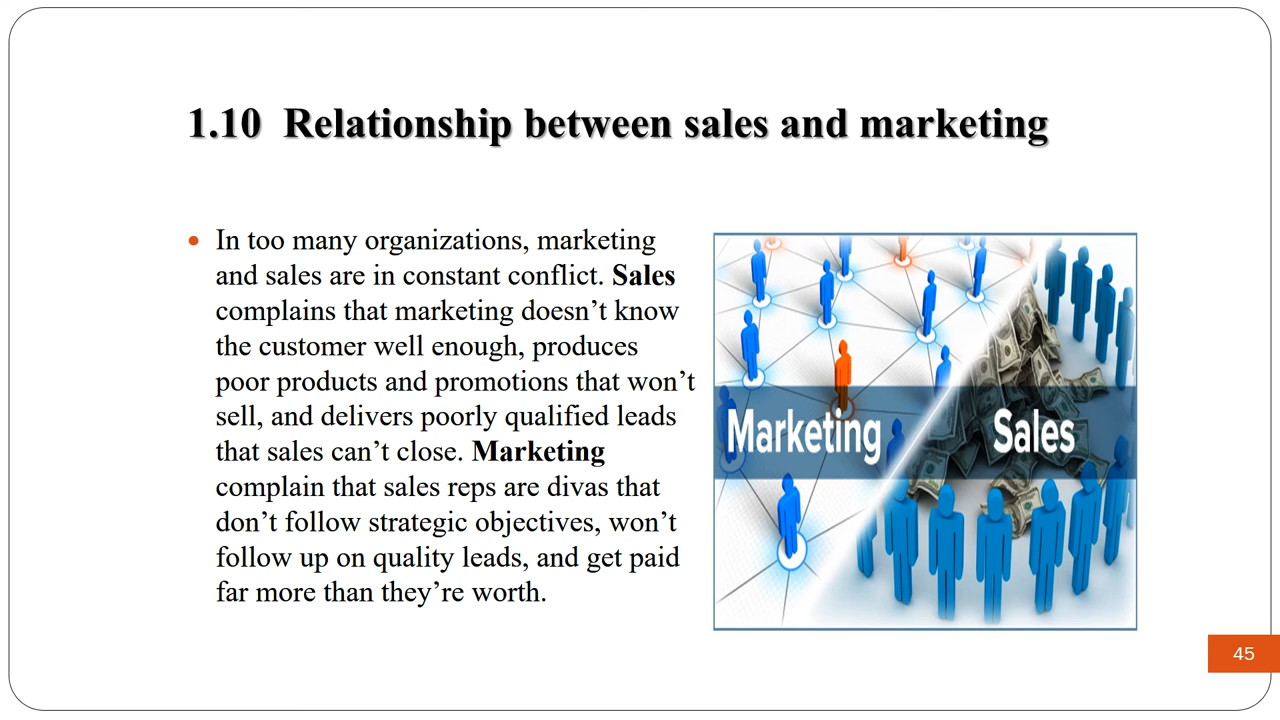 1.10 Relationship between sales and marketing
In too many organizations, marketing
and sales are in constant conflict. Sales
complains that marketing doesn’t know
the customer well enough, produces
poor products and promotions that won’t
sell, and delivers poorly qualified leads
that sales can’t close. Marketing
complain that sales reps are divas that
don’t follow strategic objectives, won’t
follow up on quality leads, and get paid
far more than they’re worth.
Marketing
Sales
45